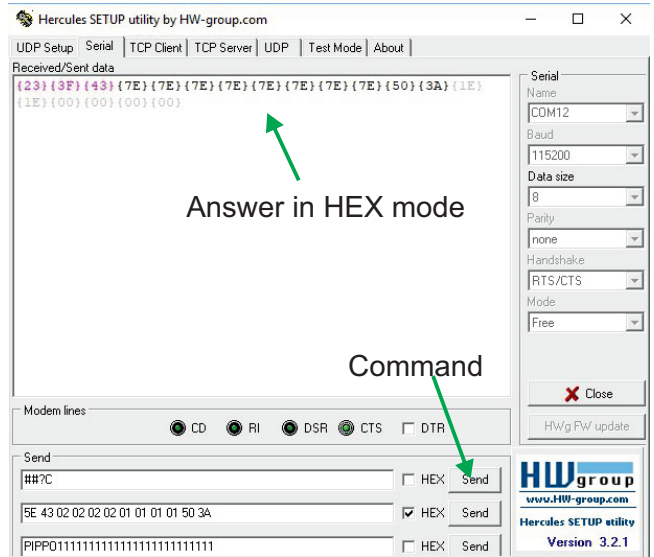 Hercules SETUP utility by HW-group.com
UDP Setup Serial TCP Client TCP Server UDP Test Mode About
Received/Sent data
{23}{3F}{43}{7E}{7E}{7E}{7E}{7E}{7E}{7E}{7E}{50}{3A}{1E}
{1E}{00}{00}{00}{00}
Answer in HEX mode
Serial
Name
COM12
Baud
115200
Data size
8
Parity
none
Handshake
RTS/CTS
Mode
Free
Command
Close
HWg FW update
Modem lines
CD RI DSR CTS DTR
Send
##?C HEX Send
5E 43 02 02 02 02 01 01 01 01 50 3A HEX Send
PIPPO1111111111111111111111111 HEX Send
HWgroup
www.HW-group.com
Hercules SETUP utility
Version 3.2.1